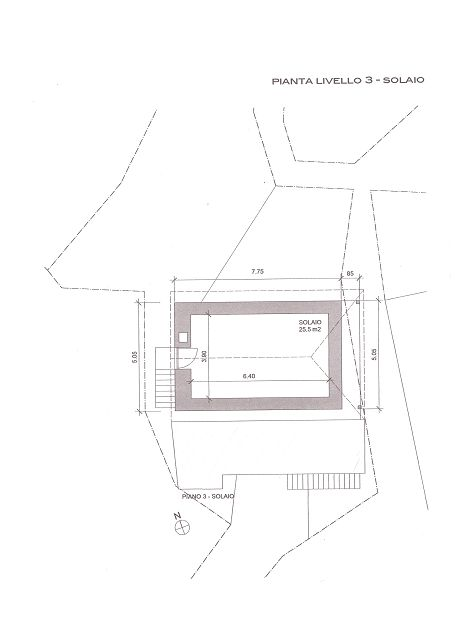 PIANTA LIVELLO 3 - SOLAIO
7.75
85
SOLAIO
25,5 m2
5.05
3.90
5.05
6.40
PIANO 3 - SOLAIO
N